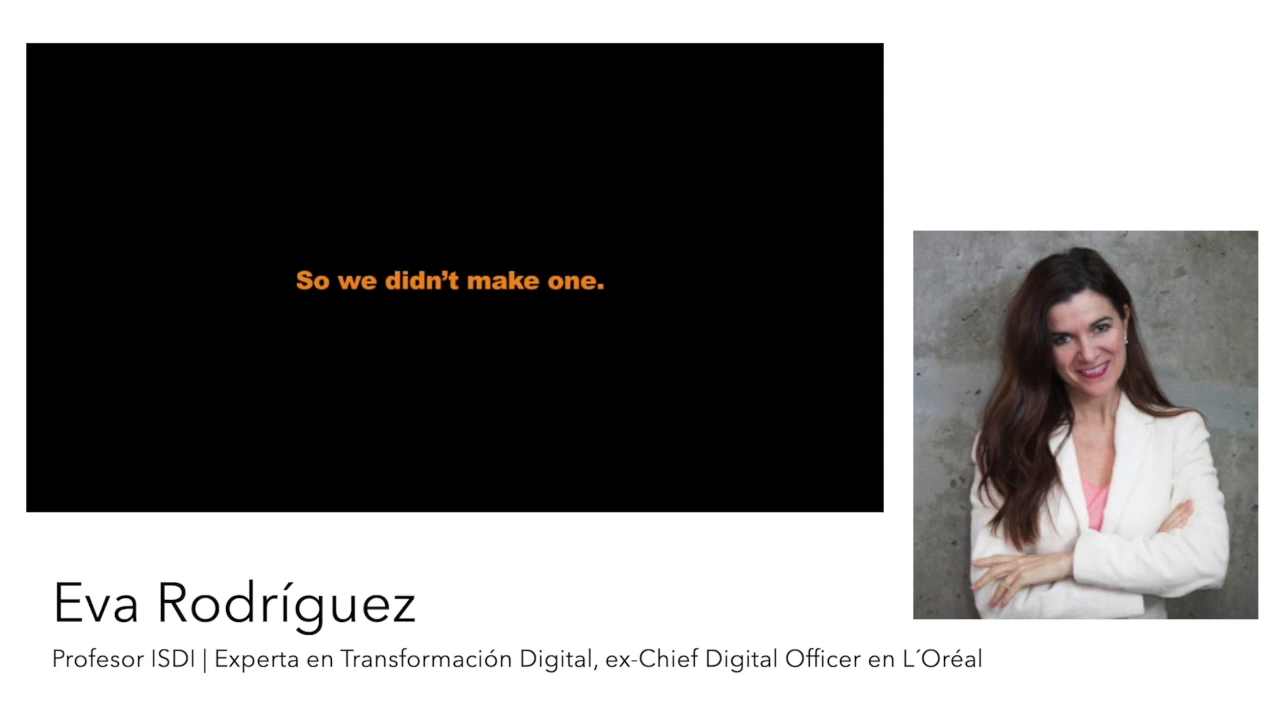 So we didn’t make one.
Eva Rodríguez
Profesor ISDI | Experta en Transformación Digital, ex-Chief Digital Officer en L´Oréal